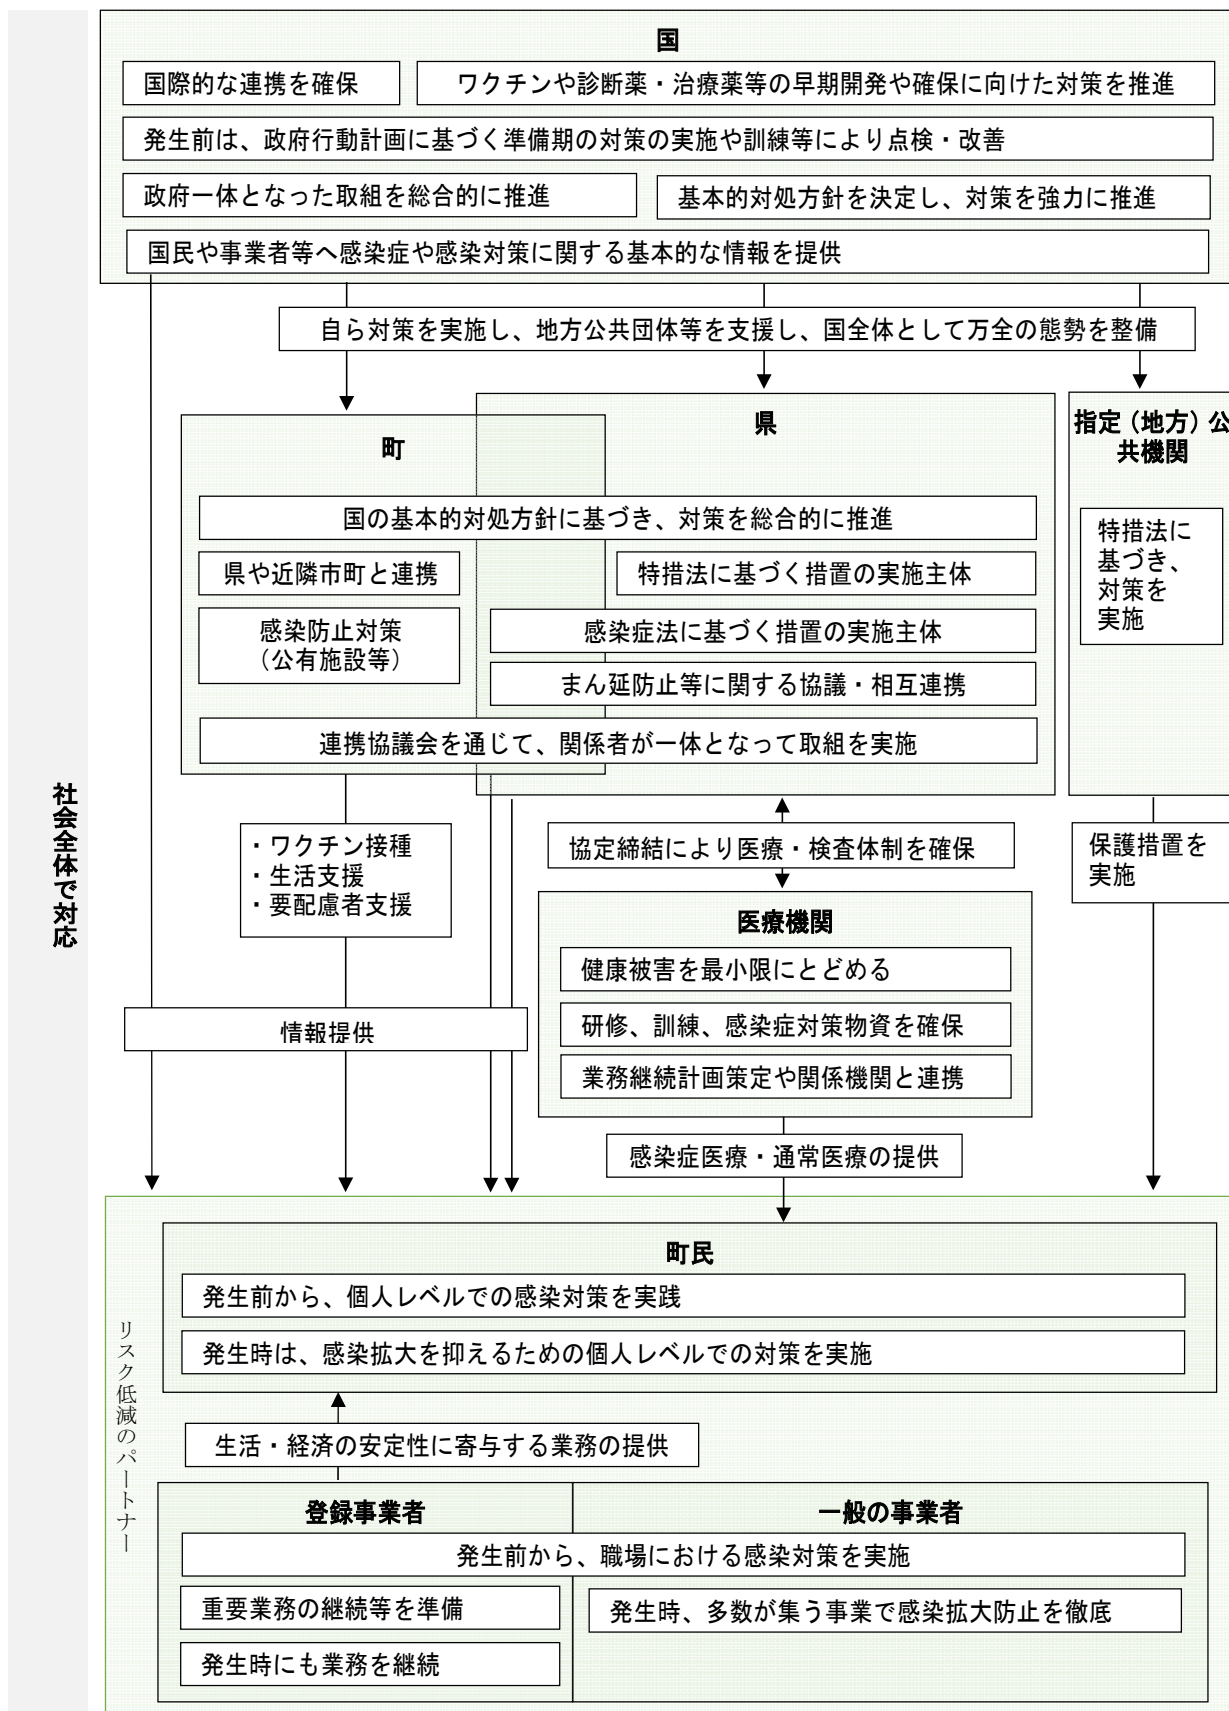 社会全体で対応
国
国際的な連携を確保
ワクチンや診断薬・治療薬等の早期開発や確保に向けた対策を推進
発生前は、政府行動計画に基づく準備期の対策の実施や訓練等により点検・改善
政府一体となった取組を総合的に推進
基本的対処方針を決定し、対策を強力に推進
国民や事業者等へ感染症や感染対策に関する基本的な情報を提供
自ら対策を実施し、地方公共団体等を支援し、国全体として万全の態勢を整備
町
県
指定（地方）公
共機関
国の基本的対処方針に基づき、対策を総合的に推進
県や近隣市町と連携
特措法に基づく措置の実施主体
感染防止対策
（公有施設等）
感染症法に基づく措置の実施主体
まん延防止等に関する協議・相互連携
連携協議会を通じて、関係者が一体となって取組を実施
特措法に
基づき、
対策を
実施
・ワクチン接種
・生活支援
・要配慮者支援
協定締結により医療・検査体制を確保
保護措置を
実施
医療機関
健康被害を最小限にとどめる
研修、訓練、感染症対策物資を確保
業務継続計画策定や関係機関と連携
情報提供
感染症医療・通常医療の提供
リスク低減のパートナー
町民
発生前から、個人レベルでの感染対策を実践
発生時は、感染拡大を抑えるための個人レベルでの対策を実施
生活・経済の安定性に寄与する業務の提供
登録事業者
一般の事業者
発生前から、職場における感染対策を実施
重要業務の継続等を準備
発生時、多数が集う事業で感染拡大防止を徹底
発生時にも業務を継続